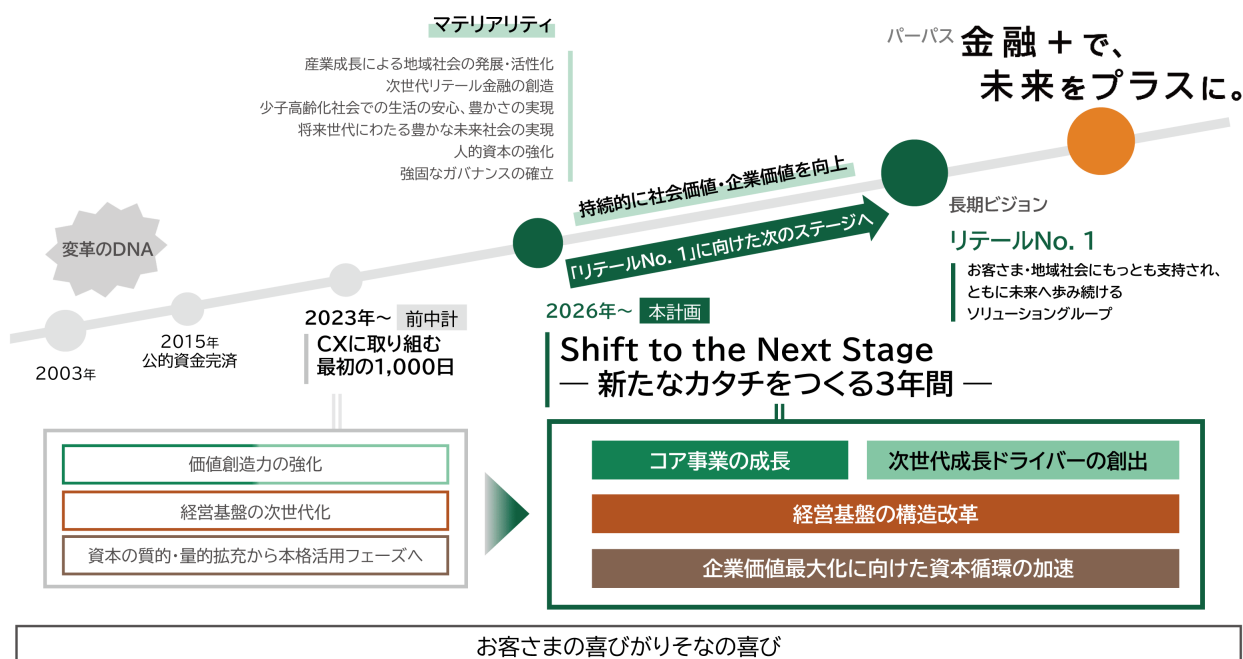 マテリアリティ
産業成長による地域社会の発展・活性化
次世代リテール金融の創造
少子高齢化社会での生活の安心、豊かさの実現
将来世代にわたる豊かな未来社会の実現
人的資本の強化
強固なガバナンスの確立
パーパス 金融+で、
未来をプラスに。
持続的に社会価値・企業価値を向上
「リテールNo. 1」に向けた次のステージへ
長期ビジョン
リテールNo. 1
お客さま・地域社会にもっとも支持され、
ともに未来へ歩み続ける
ソリューショングループ
変革のDNA
2003年
2015年
公的資金完済
2023年~ 前中計
CXに取り組む
最初の1,000日
2026年~ 本計画
Shift to the Next Stage
― 新たなカタチをつくる3年間 ―
価値創造力の強化
経営基盤の次世代化
資本の質的・量的拡充から本格活用フェーズへ
コア事業の成長
次世代成長ドライバーの創出
経営基盤の構造改革
企業価値最大化に向けた資本循環の加速
お客さまの喜びがりそなの喜び